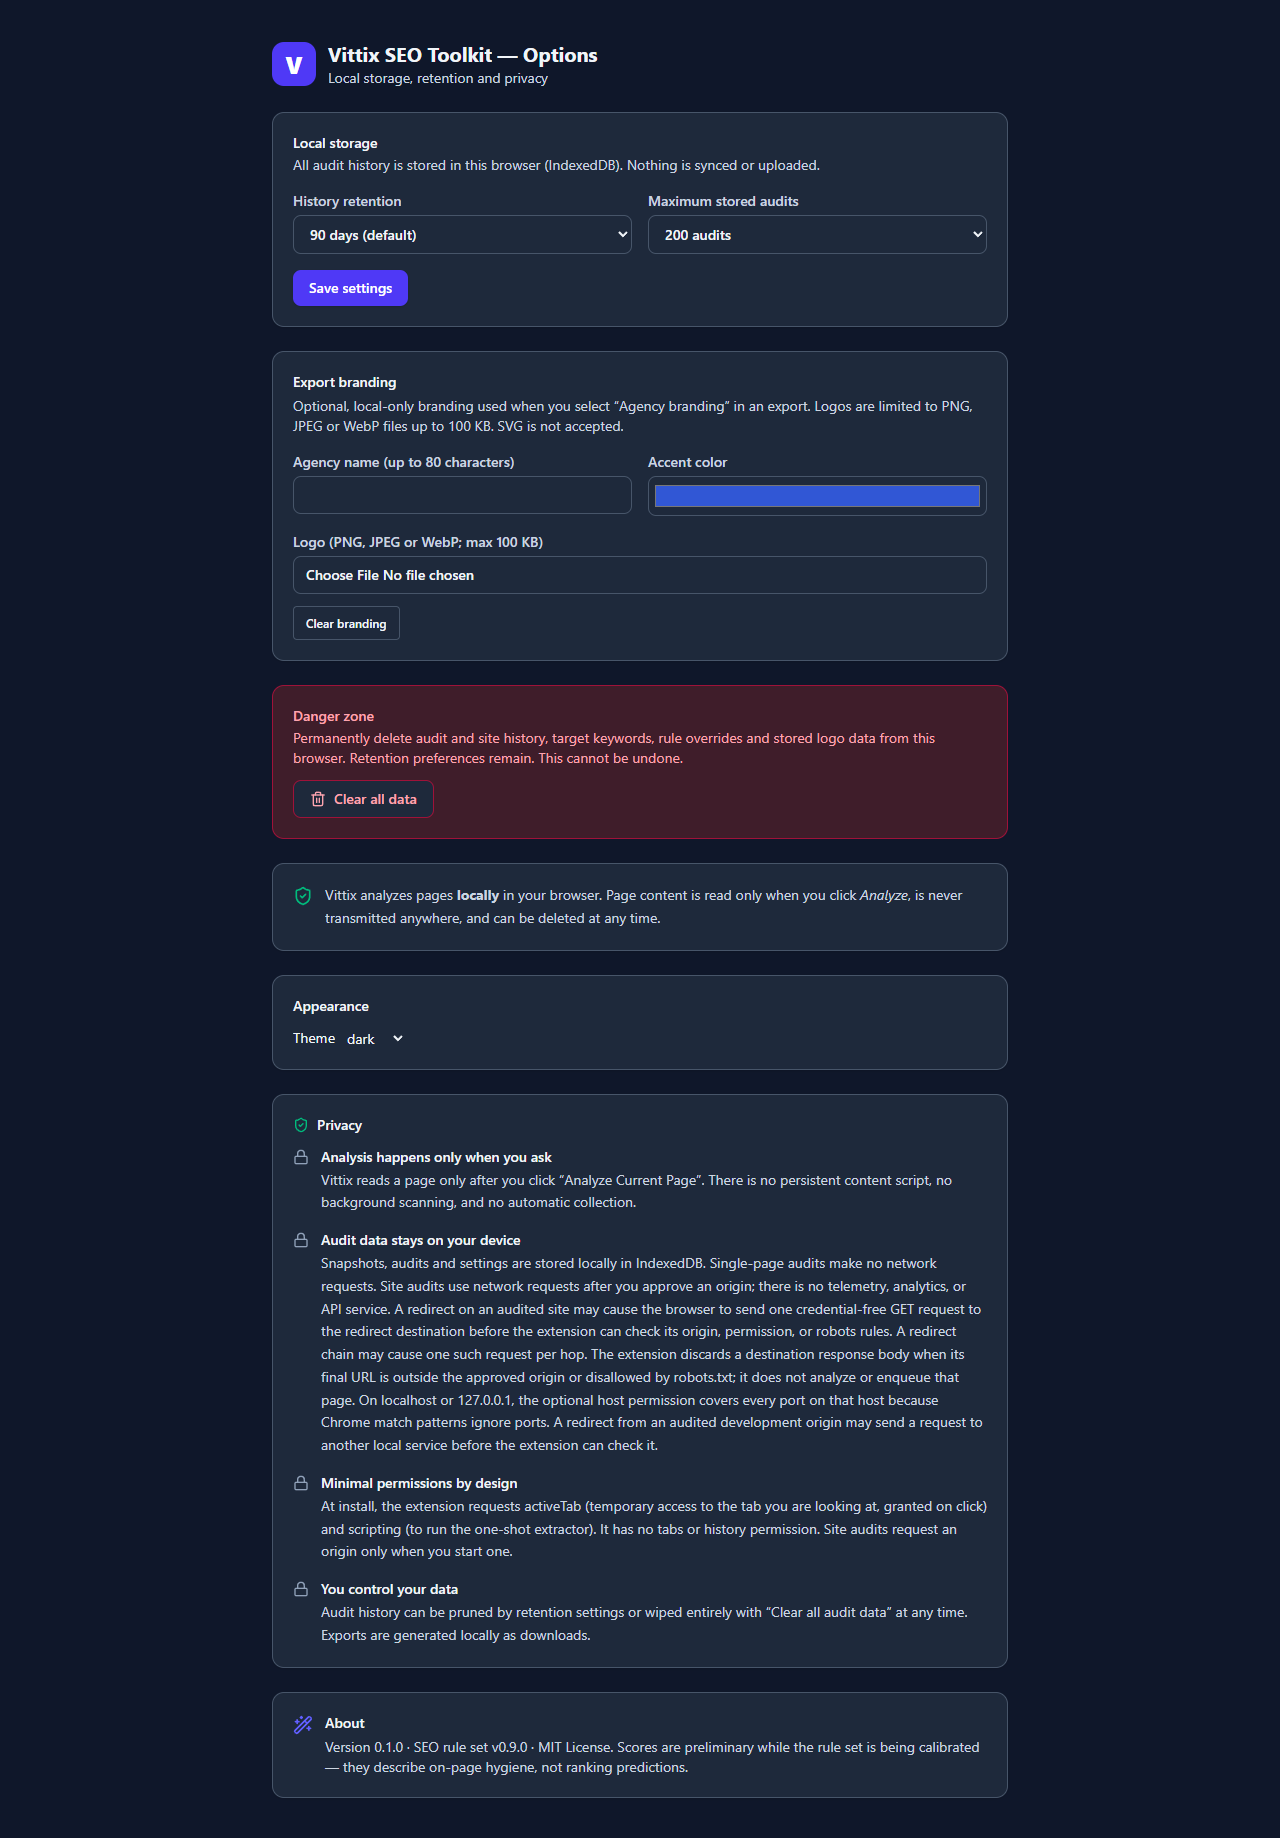 V
Vittix SEO Toolkit — Options
Local storage, retention and privacy
Local storage
All audit history is stored in this browser (IndexedDB). Nothing is synced or uploaded.
History retention
Maximum stored audits
90 days (default)
200 audits
Save settings
Export branding
Optional, local-only branding used when you select “Agency branding” in an export. Logos are limited to PNG,
JPEG or WebP files up to 100 KB. SVG is not accepted.
Agency name (up to 80 characters)
Accent color
Logo (PNG, JPEG or WebP; max 100 KB)
Choose File No file chosen
Clear branding
Danger zone
Permanently delete audit and site history, target keywords, rule overrides and stored logo data from this
browser. Retention preferences remain. This cannot be undone.
Clear all data
Vittix analyzes pages locally in your browser. Page content is read only when you click Analyze, is never
transmitted anywhere, and can be deleted at any time.
Appearance
Theme dark
Privacy
Analysis happens only when you ask
Vittix reads a page only after you click “Analyze Current Page”. There is no persistent content script, no
background scanning, and no automatic collection.
Audit data stays on your device
Snapshots, audits and settings are stored locally in IndexedDB. Single-page audits make no network
requests. Site audits use network requests after you approve an origin; there is no telemetry, analytics, or
API service. A redirect on an audited site may cause the browser to send one credential-free GET request to
the redirect destination before the extension can check its origin, permission, or robots rules. A redirect
chain may cause one such request per hop. The extension discards a destination response body when its
final URL is outside the approved origin or disallowed by robots.txt; it does not analyze or enqueue that
page. On localhost or 127.0.0.1, the optional host permission covers every port on that host because
Chrome match patterns ignore ports. A redirect from an audited development origin may send a request to
another local service before the extension can check it.
Minimal permissions by design
At install, the extension requests activeTab (temporary access to the tab you are looking at, granted on click)
and scripting (to run the one-shot extractor). It has no tabs or history permission. Site audits request an
origin only when you start one.
You control your data
Audit history can be pruned by retention settings or wiped entirely with “Clear all audit data” at any time.
Exports are generated locally as downloads.
About
Version 0.1.0 · SEO rule set v0.9.0 · MIT License. Scores are preliminary while the rule set is being calibrated
— they describe on-page hygiene, not ranking predictions.